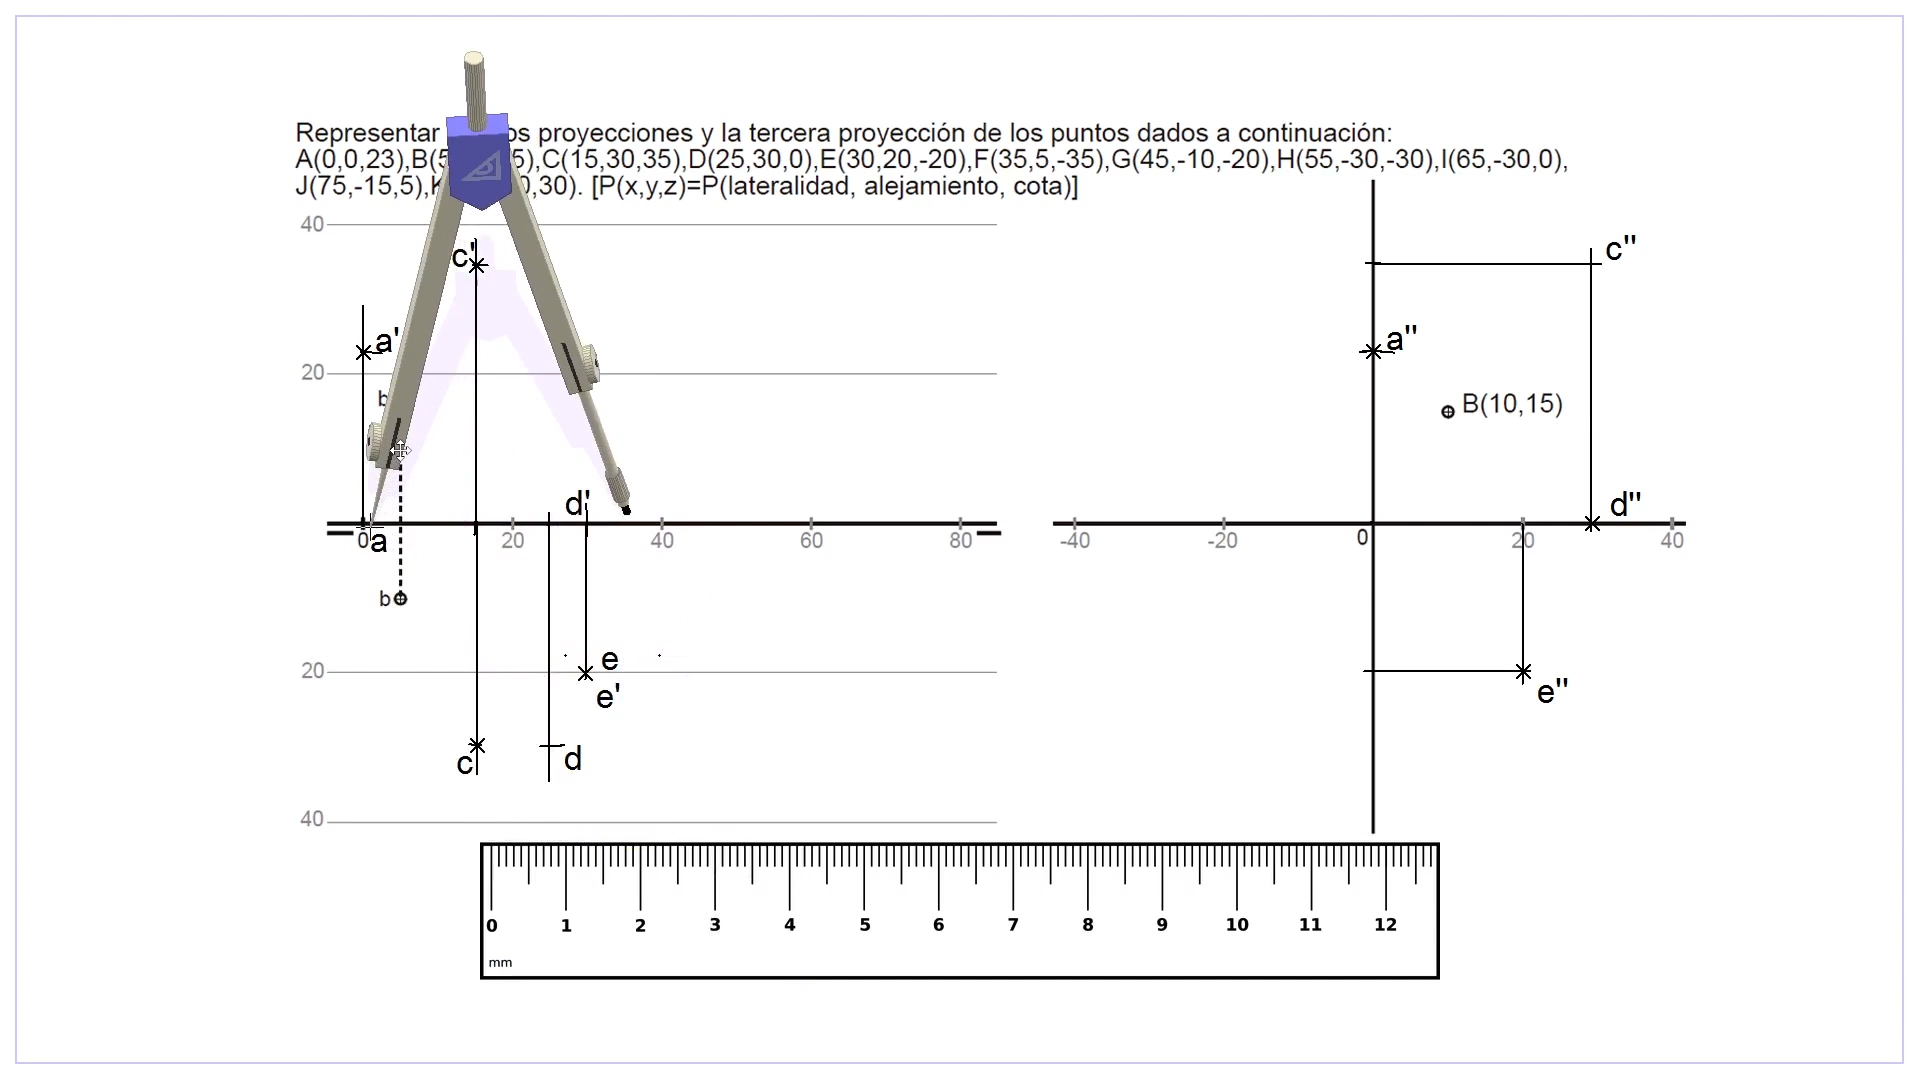 Representar os proyecciones y la tercera proyección de los puntos dados a continuación:
A(0,0,23),B(5 5),C(15,30,35),D(25,30,0),E(30,20,-20),F(35,5,-35),G(45,-10,-20),H(55,-30,-30),I(65,-30,0),
J(75,-15,5),K 0,30). [P(x,y,z)=P(lateralidad, alejamiento, cota)]
40
c' c''
a' a''
20
b B(10,15)
d' d''
0 20 40 60 80 -40 -20 0 20 40
a
b
e
20
e' e''
c d
40
0 1 2 3 4 5 6 7 8 9 10 11 12
mm